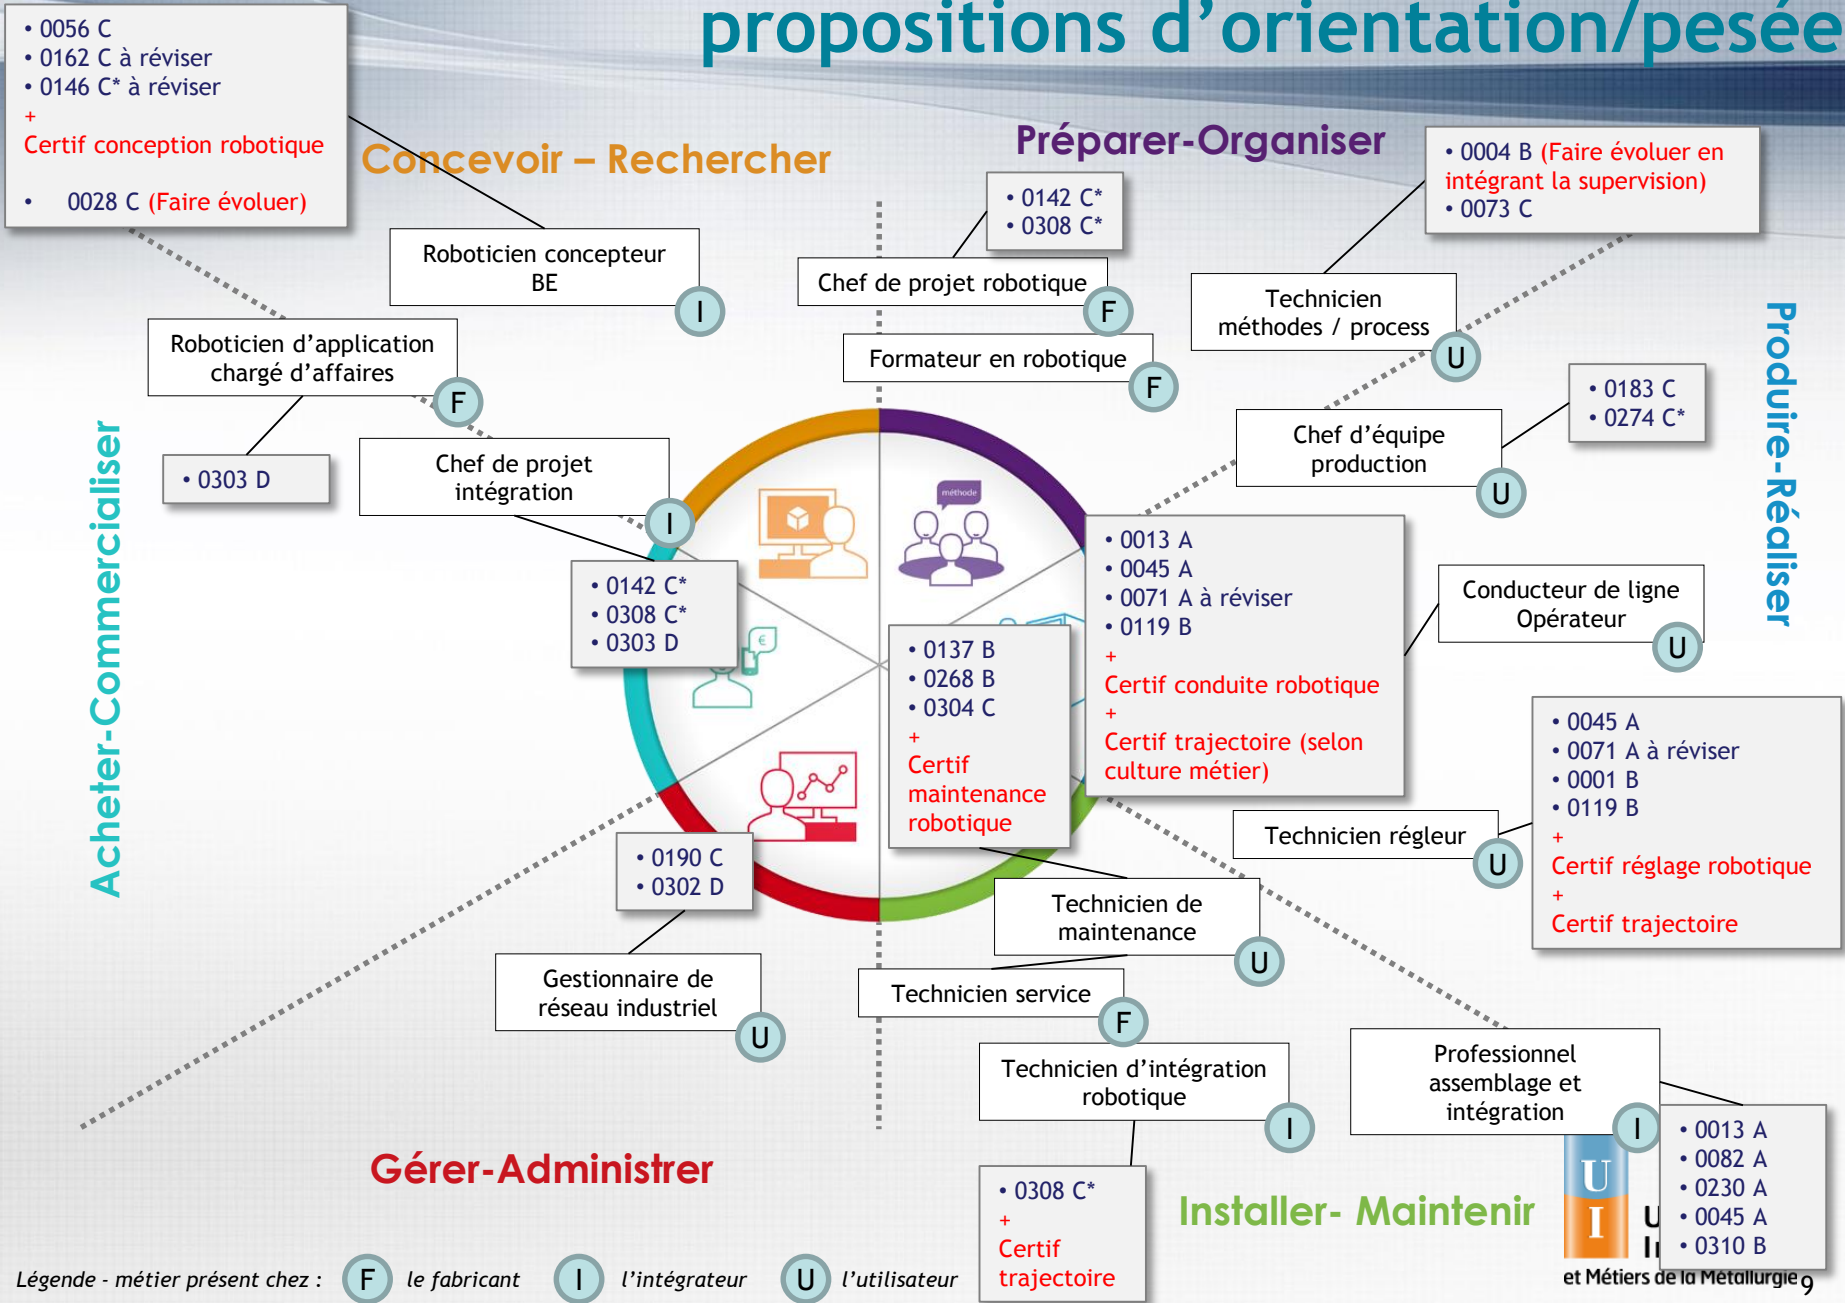 propositions d'orientation/pesée
• 0056 C
• 0162 C à réviser
• 0146 C* à réviser
+
Certif conception robotique
• 0028 C (Faire évoluer)
Concevoir – Rechercher
Préparer-Organiser
• 0004 B (Faire évoluer en
intégrant la supervision)
• 0073 C
• 0142 C*
• 0308 C*
Roboticien concepteur
BE
I
Chef de projet robotique
F
Technicien
méthodes / process
U
Roboticien d'application
chargé d'affaires
F
Formateur en robotique
F
Produire-Réaliser
• 0183 C
• 0274 C*
Chef d'équipe
production
U
Acheter-Commercialiser
• 0303 D
Chef de projet
intégration
I
méthode
€
• 0142 C*
• 0308 C*
• 0303 D
• 0013 A
• 0045 A
• 0071 A à réviser
• 0119 B
+
Certif conduite robotique
+
Certif trajectoire (selon
culture métier)
Conducteur de ligne
Opérateur
U
• 0137 B
• 0268 B
• 0304 C
+
Certif
maintenance
robotique
• 0045 A
• 0071 A à réviser
• 0001 B
• 0119 B
+
Certif réglage robotique
+
Certif trajectoire
Technicien régleur
U
• 0190 C
• 0302 D
Technicien de
maintenance
U
Gestionnaire de
réseau industriel
U
Technicien service
F
Technicien d'intégration
robotique
I
Professionnel
assemblage et
intégration
I
• 0013 A
• 0082 A
• 0230 A
• 0045 A
• 0310 B
Gérer-Administrer
• 0308 C*
+
Certif
trajectoire
Installer- Maintenir
U
I
et Métiers de la Métallurgie
9
Légende - métier présent chez : F le fabricant I l'intégrateur U l'utilisateur